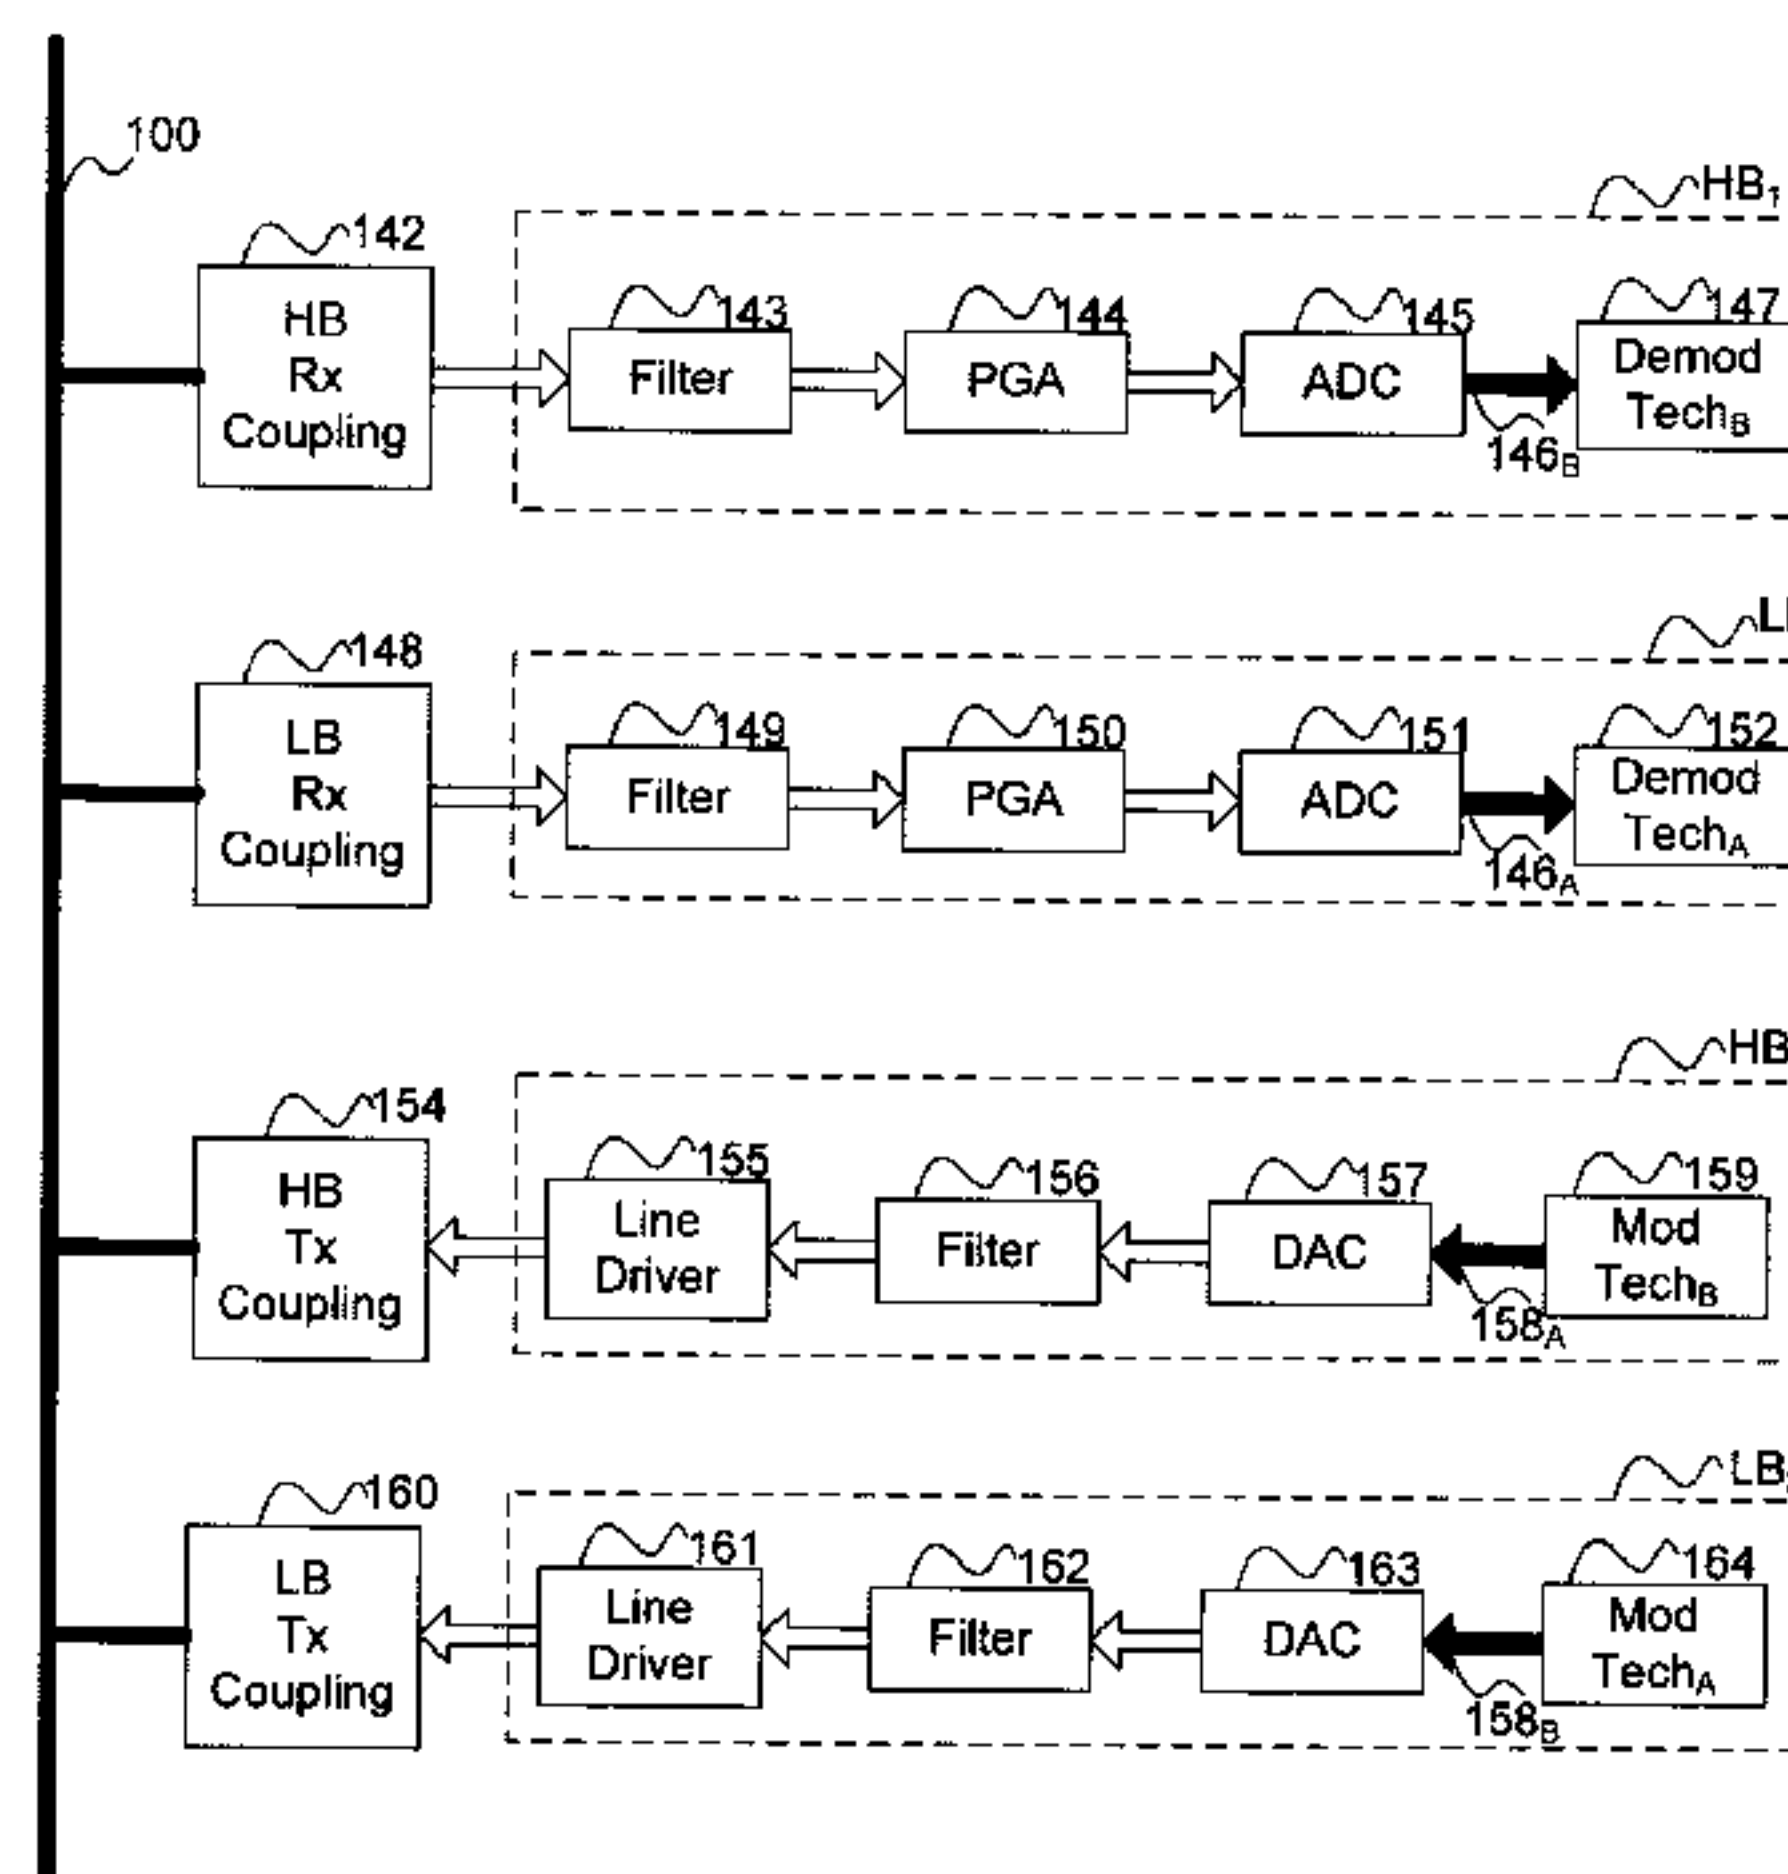 100
HB1
142
HB
Rx
Coupling
143
Filter
144
PGA
145
ADC
146B
147
Demod
TechB
148
LB
Rx
Coupling
149
Filter
150
PGA
151
ADC
146A
152
Demod
TechA
HB
154
HB
Tx
Coupling
155
Line
Driver
156
Filter
157
DAC
158A
159
Mod
TechB
LB
160
LB
Tx
Coupling
161
Line
Driver
162
Filter
163
DAC
158B
164
Mod
TechA